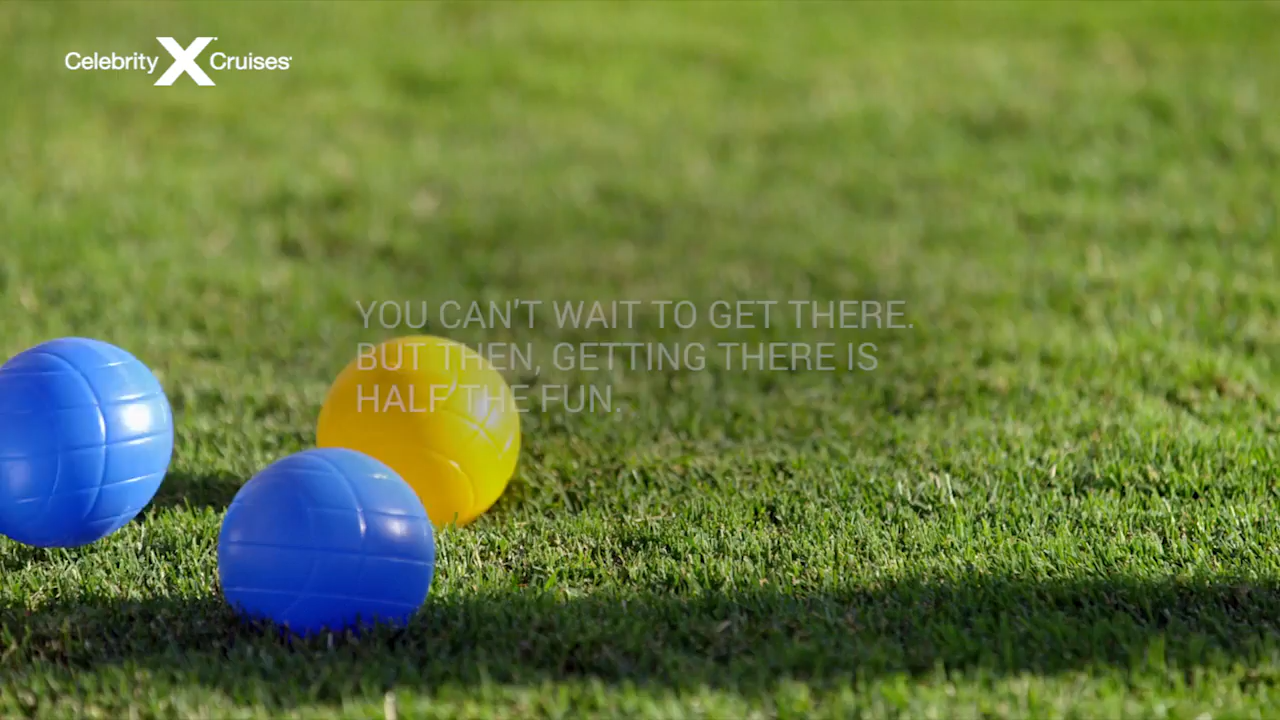 Celebrity X Cruises
YOU CAN'T WAIT TO GET THERE.
BUT THEN, GETTING THERE IS
HALF THE FUN.